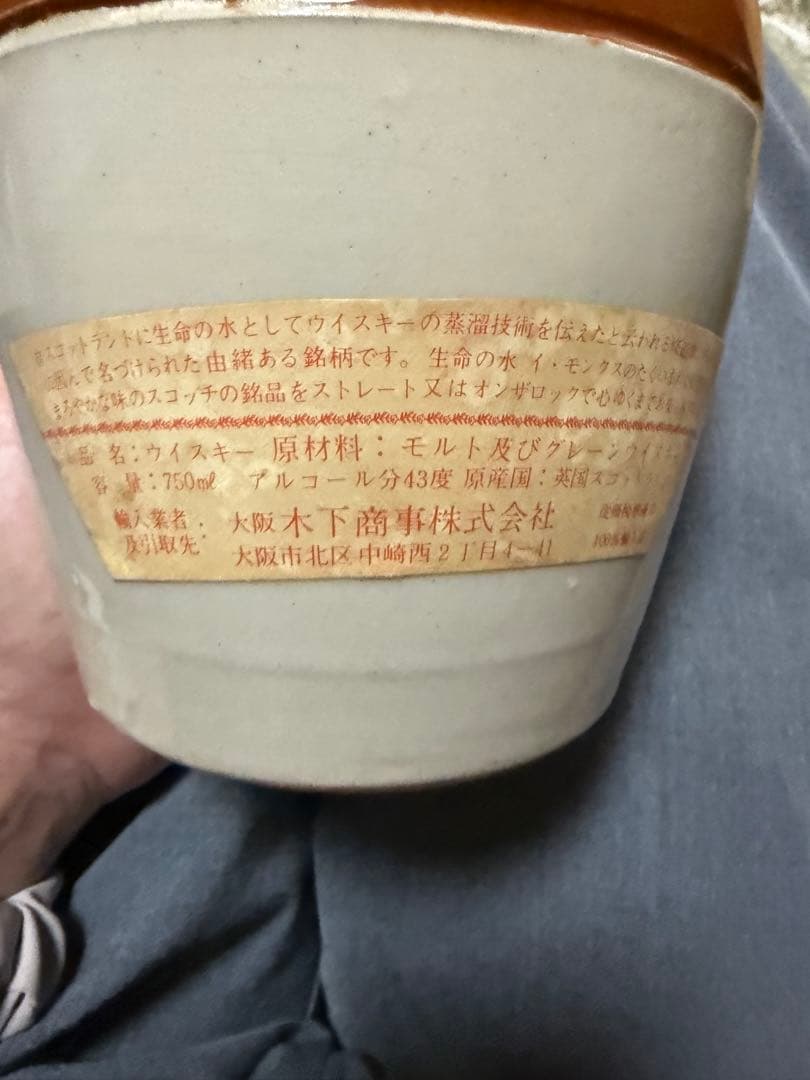 スコットランドに生命の水としてウイスキーの蒸溜技術を伝えたと云われる
んで名づけられた由緒ある銘柄です。生命の水 イ・モンクスの
まろやかな味のスコッチの銘品をストレート又はオンザロックで心ゆくまで
品 名:ウイスキー 原材料:モルト及びグレーンウイスキー
容 量:750㎖ アルコール分43度 原産国:英国スコットランド
輸入業者 大阪 木下商事株式会社
及引取先 大阪市北区中崎西2丁目4-41